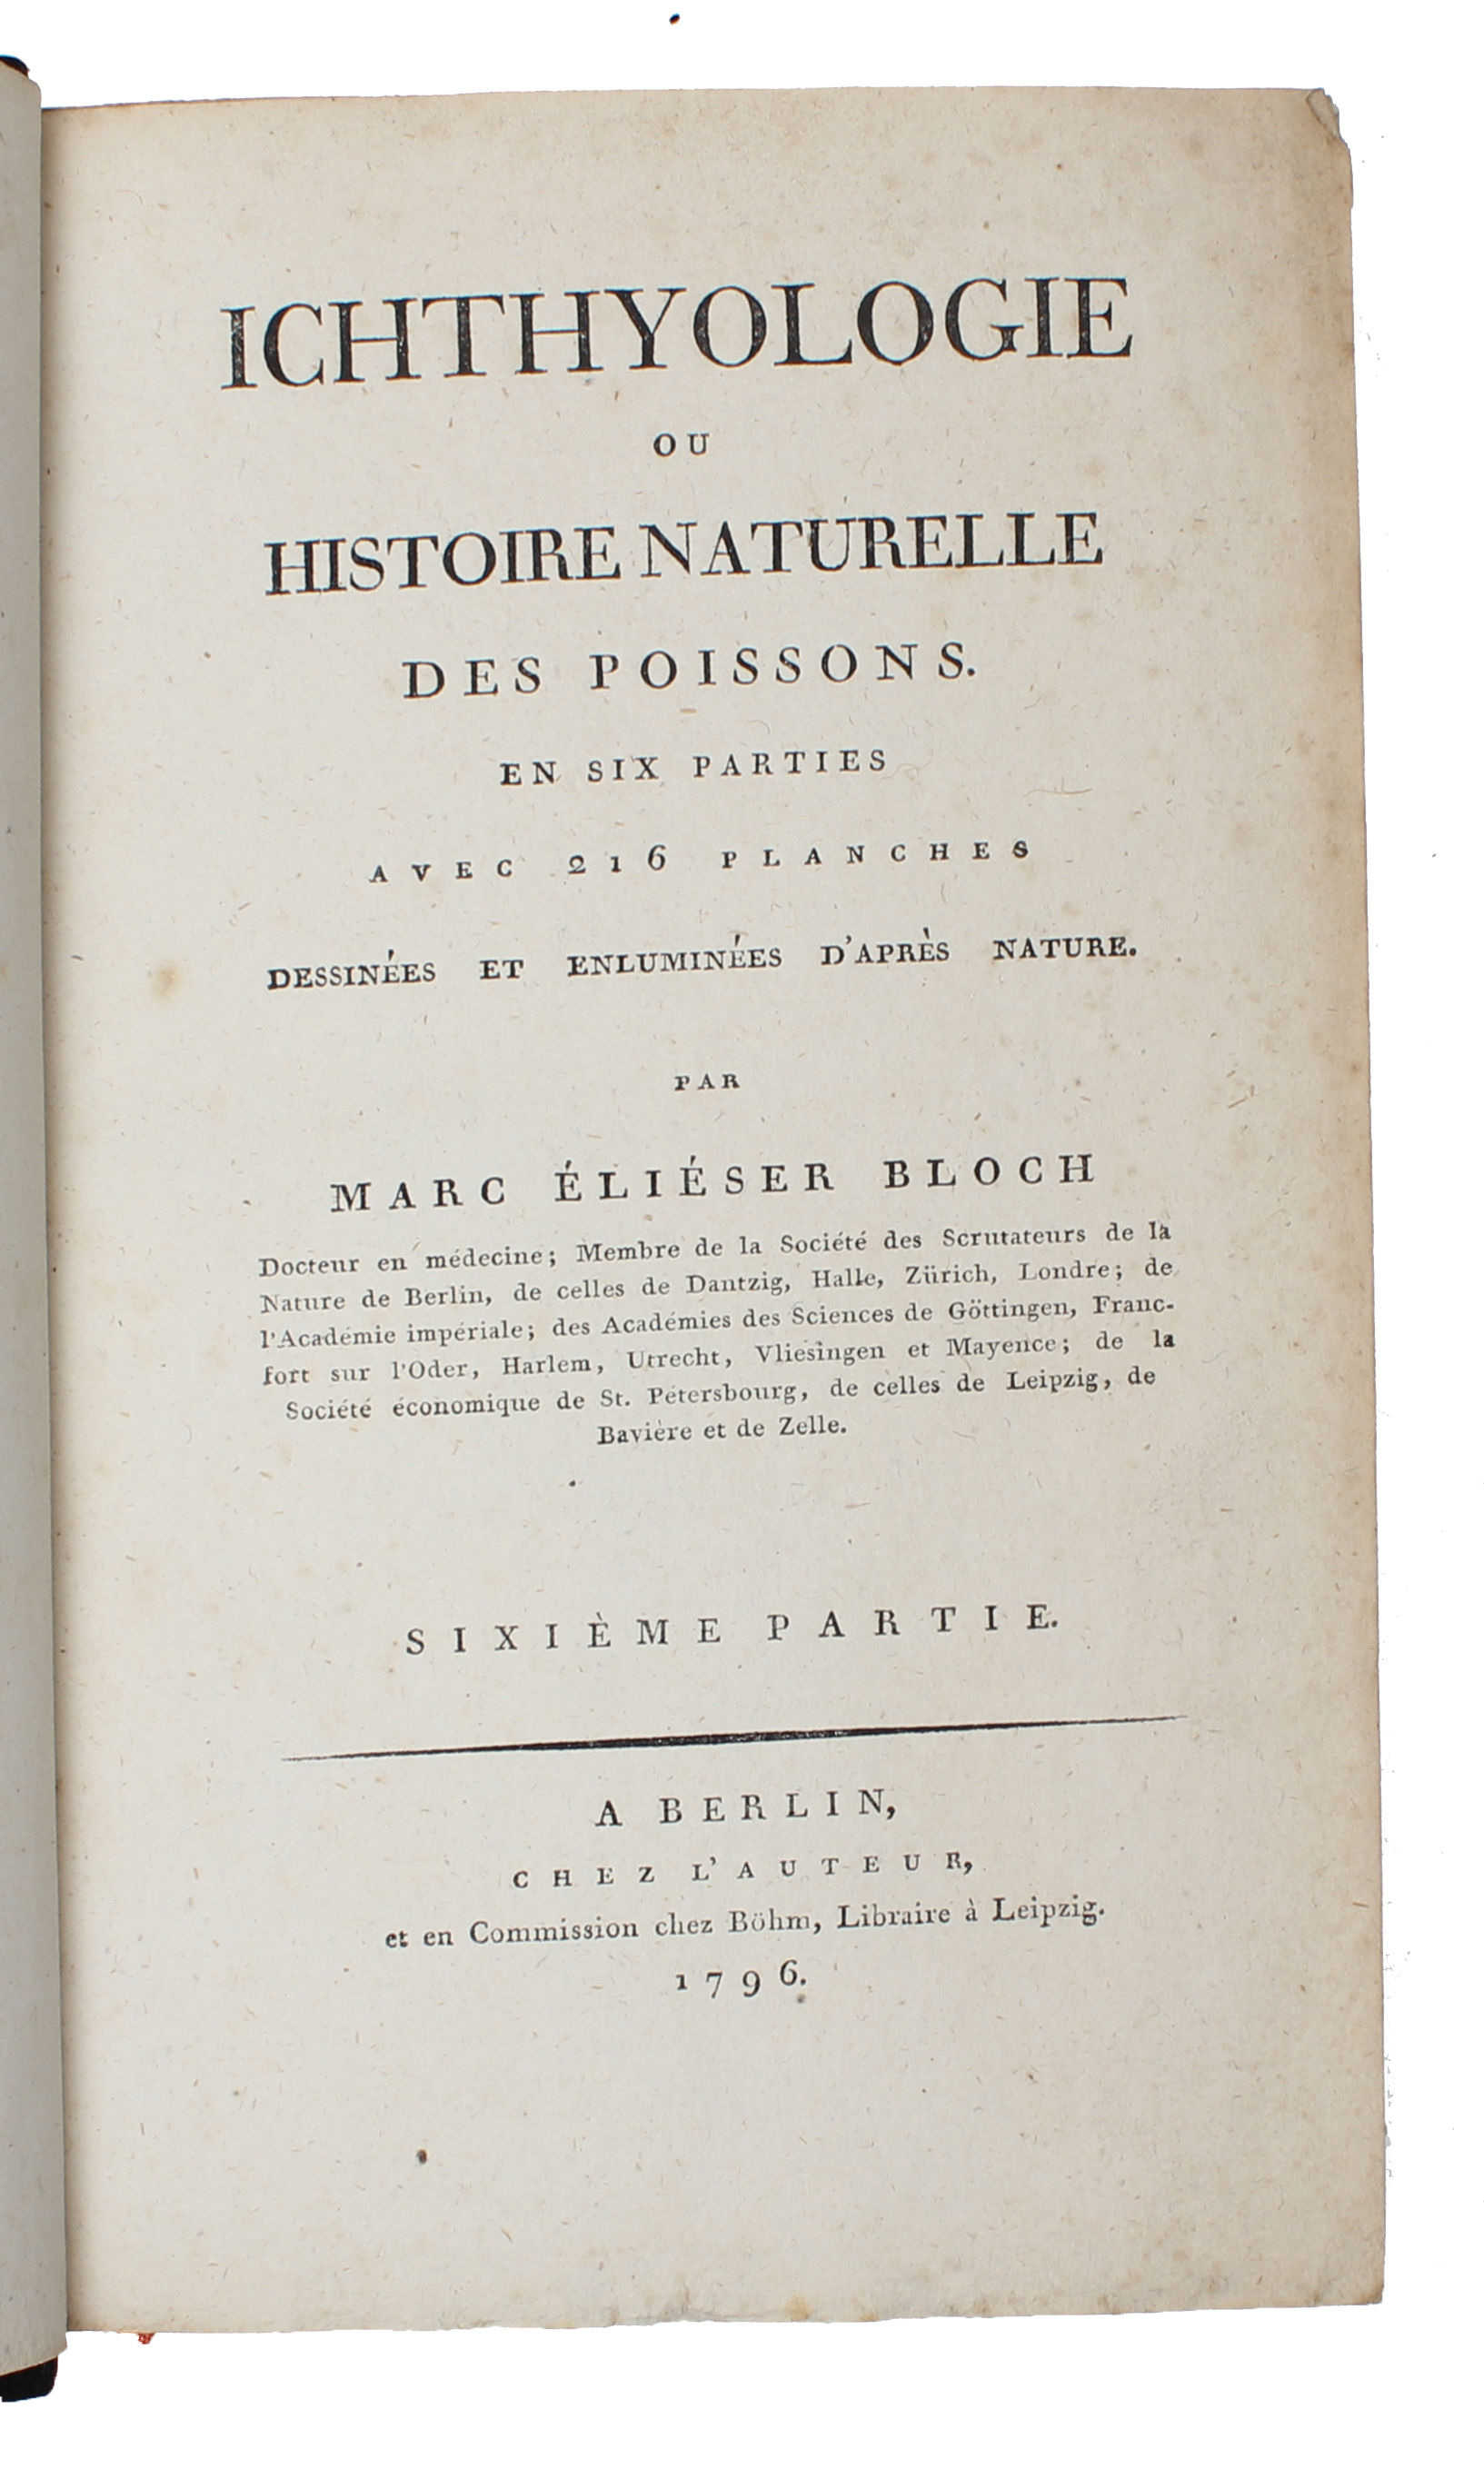 ICHTHYOLOGIE
OU
HISTOIRE NATURELLE
DES POISSONS.
EN SIX PARTIES
AVEC 216 PLANCHES
DESSINÉES ET ENLUMINÉES D'APRÈS NATURE.
PAR
MARC ÉLIÉSER BLOCH
Docteur en médecine; Membre de la Société des Scrutateurs de la
Nature de Berlin, de celles de Dantzig, Halle, Zürich, Londre; de
l'Académie impériale; des Académies des Sciences de Göttingen, Franc-
fort sur l'Oder, Harlem, Utrecht, Vliesingen et Mayence; de la
Société économique de St. Pétersbourg, de celles de Leipzig, de
Bavière et de Zelle.
SIXIÈME PARTIE.
A BERLIN,
CHEZ L'AUTEUR,
et en Commission chez Böhm, Libraire à Leipzig.
1796.